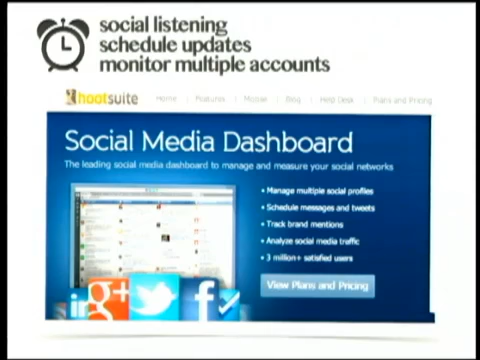 social listening
schedule updates
monitor multiple accounts
hootsuite
Home Features Mobile Blog Help Desk Plans and Pricing
Social Media Dashboard
The leading social media dashboard to manage and measure your social networks
• Manage multiple social profiles
• Schedule messages and tweets
• Track brand mentions
• Analyze social media traffic
• 3 million+ satisfied users
View Plans and Pricing
in g+ f